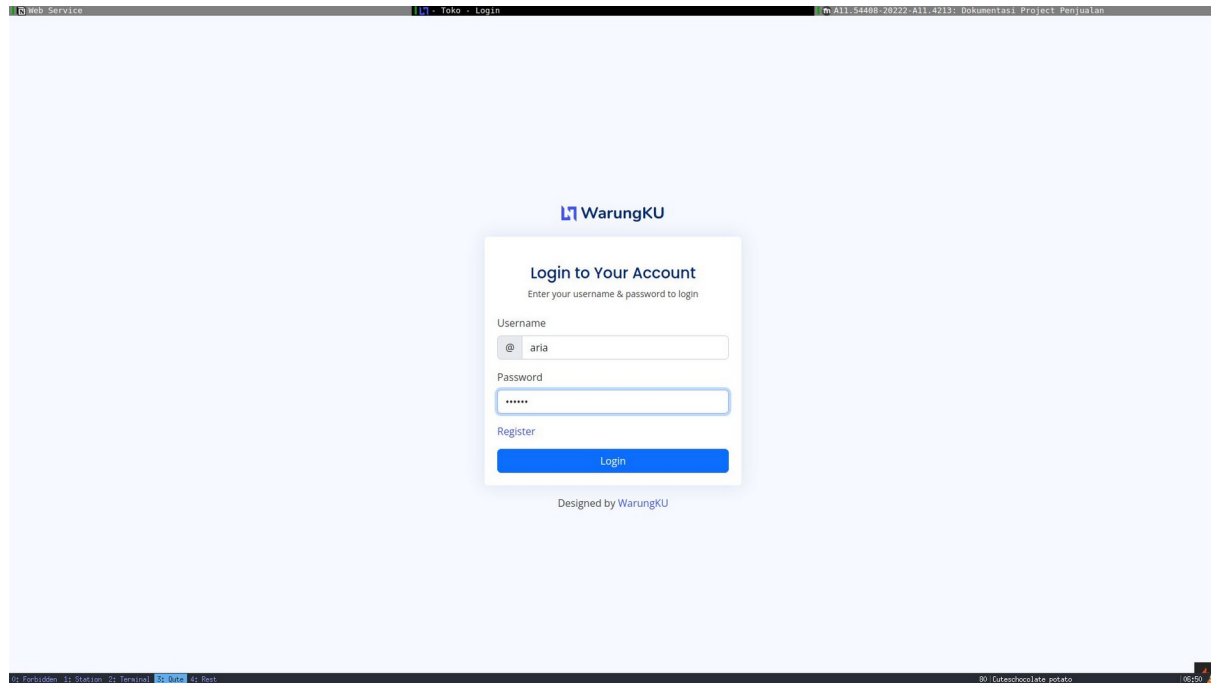 Web Service
- Toko - Login
A11.54408-20222-A11.4213: Dokumentasi Project Penjualan
WarungKU
Login to Your Account
Enter your username & password to login
Username
@ aria
Password
••••••
Register
Login
Designed by WarungKU
0: Forbidden 1: Station 2: Terminal 3: Qute 4: Rest
80 |Cuteschocolate potato
|06:50